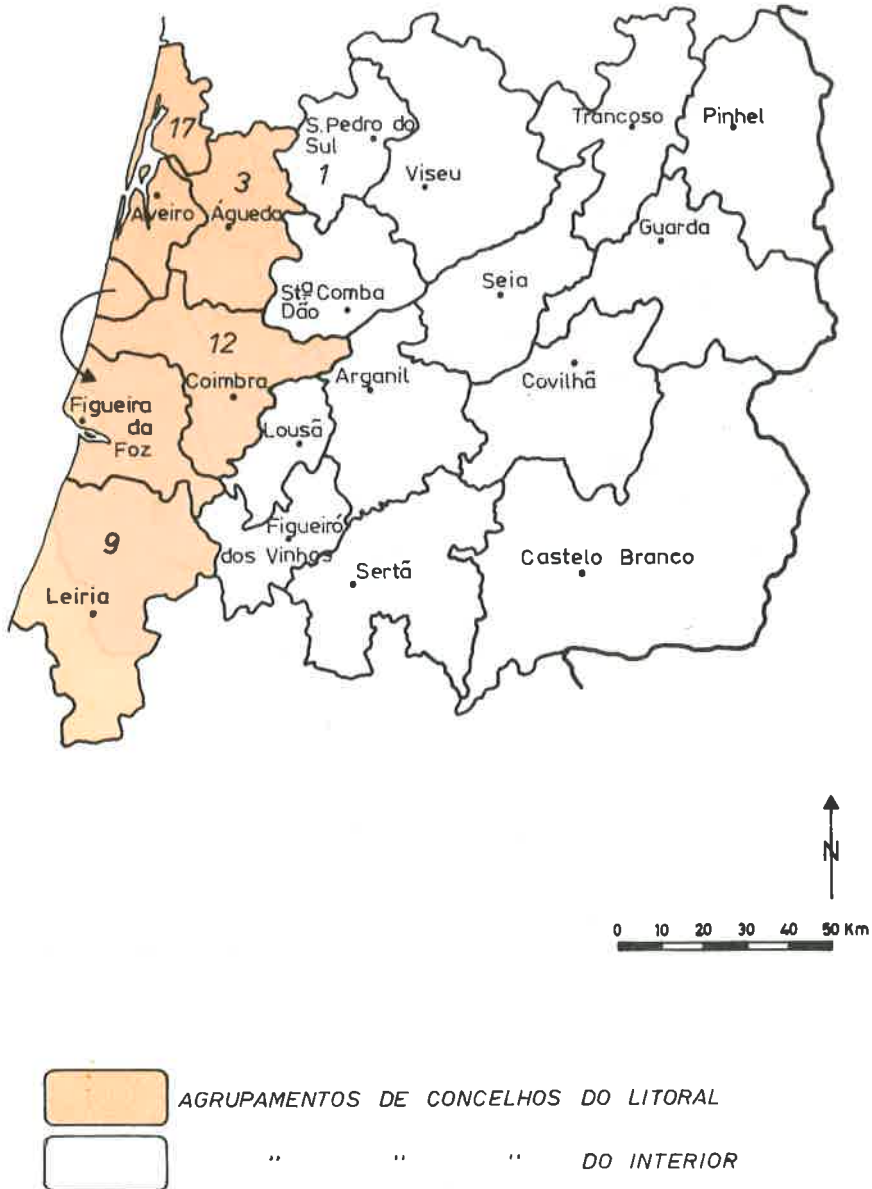 17
S. Pedro do
Sul
1
Trancoso
Pinhel
3
Viseu
Aveiro
Águeda
Guarda
Stª Comba
Dão
Seia
12
Coimbra
Arganil
Covilhã
Figueira
da
Foz
Lousã
9
Figueiró
dos Vinhos
Sertã
Castelo Branco
Leiria
N
0 10 20 30 40 50 Km
AGRUPAMENTOS DE CONCELHOS DO LITORAL
" " " DO INTERIOR